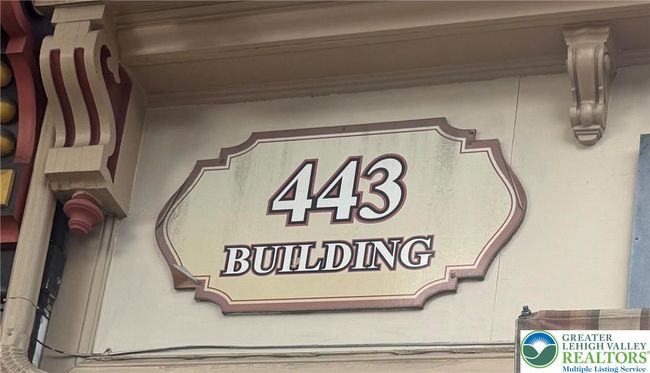 443
BUILDING
GREATER
LEHIGH VALLEY
REALTORS®
Multiple Listing Service